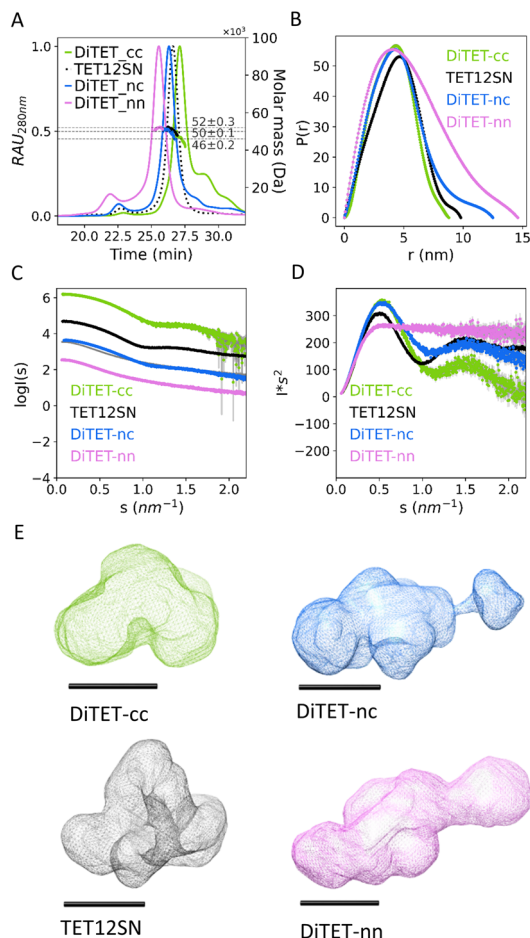 A
×10³
DiTET_cc
TET12SN
DiTET_nc
DiTET_nn
1.0
0.5
0.0
RAU280nm
100
80
60
40
20
Molar mass (Da)
52±0.3
50±0.1
46±0.2
20.0 22.5 25.0 27.5 30.0
Time (min)
B
DiTET-cc
TET12SN
DiTET-nc
DiTET-nn
50
40
30
20
10
0
P(r)
0 5 10 15
r (nm)
C
6
4
2
0
−2
−4
logI(s)
DiTET-cc
TET12SN
DiTET-nc
DiTET-nn
0.0 0.5 1.0 1.5 2.0
s (nm⁻¹)
D
300
200
100
0
−100
−200
I*s²
DiTET-cc
TET12SN
DiTET-nc
DiTET-nn
0.0 0.5 1.0 1.5 2.0
s (nm⁻¹)
E
DiTET-cc
DiTET-nc
TET12SN
DiTET-nn